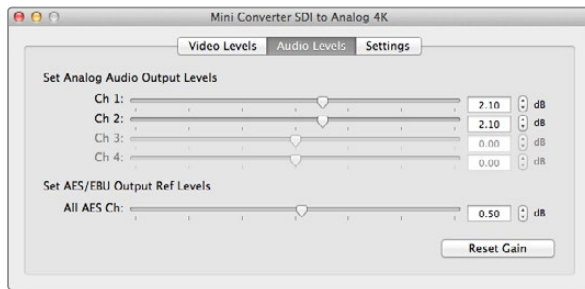 Mini Converter SDI to Analog 4K
Video Levels Audio Levels Settings
Set Analog Audio Output Levels
Ch 1: 2.10 dB
Ch 2: 2.10 dB
Ch 3: 0.00 dB
Ch 4: 0.00 dB
Set AES/EBU Output Ref Levels
All AES Ch: 0.50 dB
Reset Gain